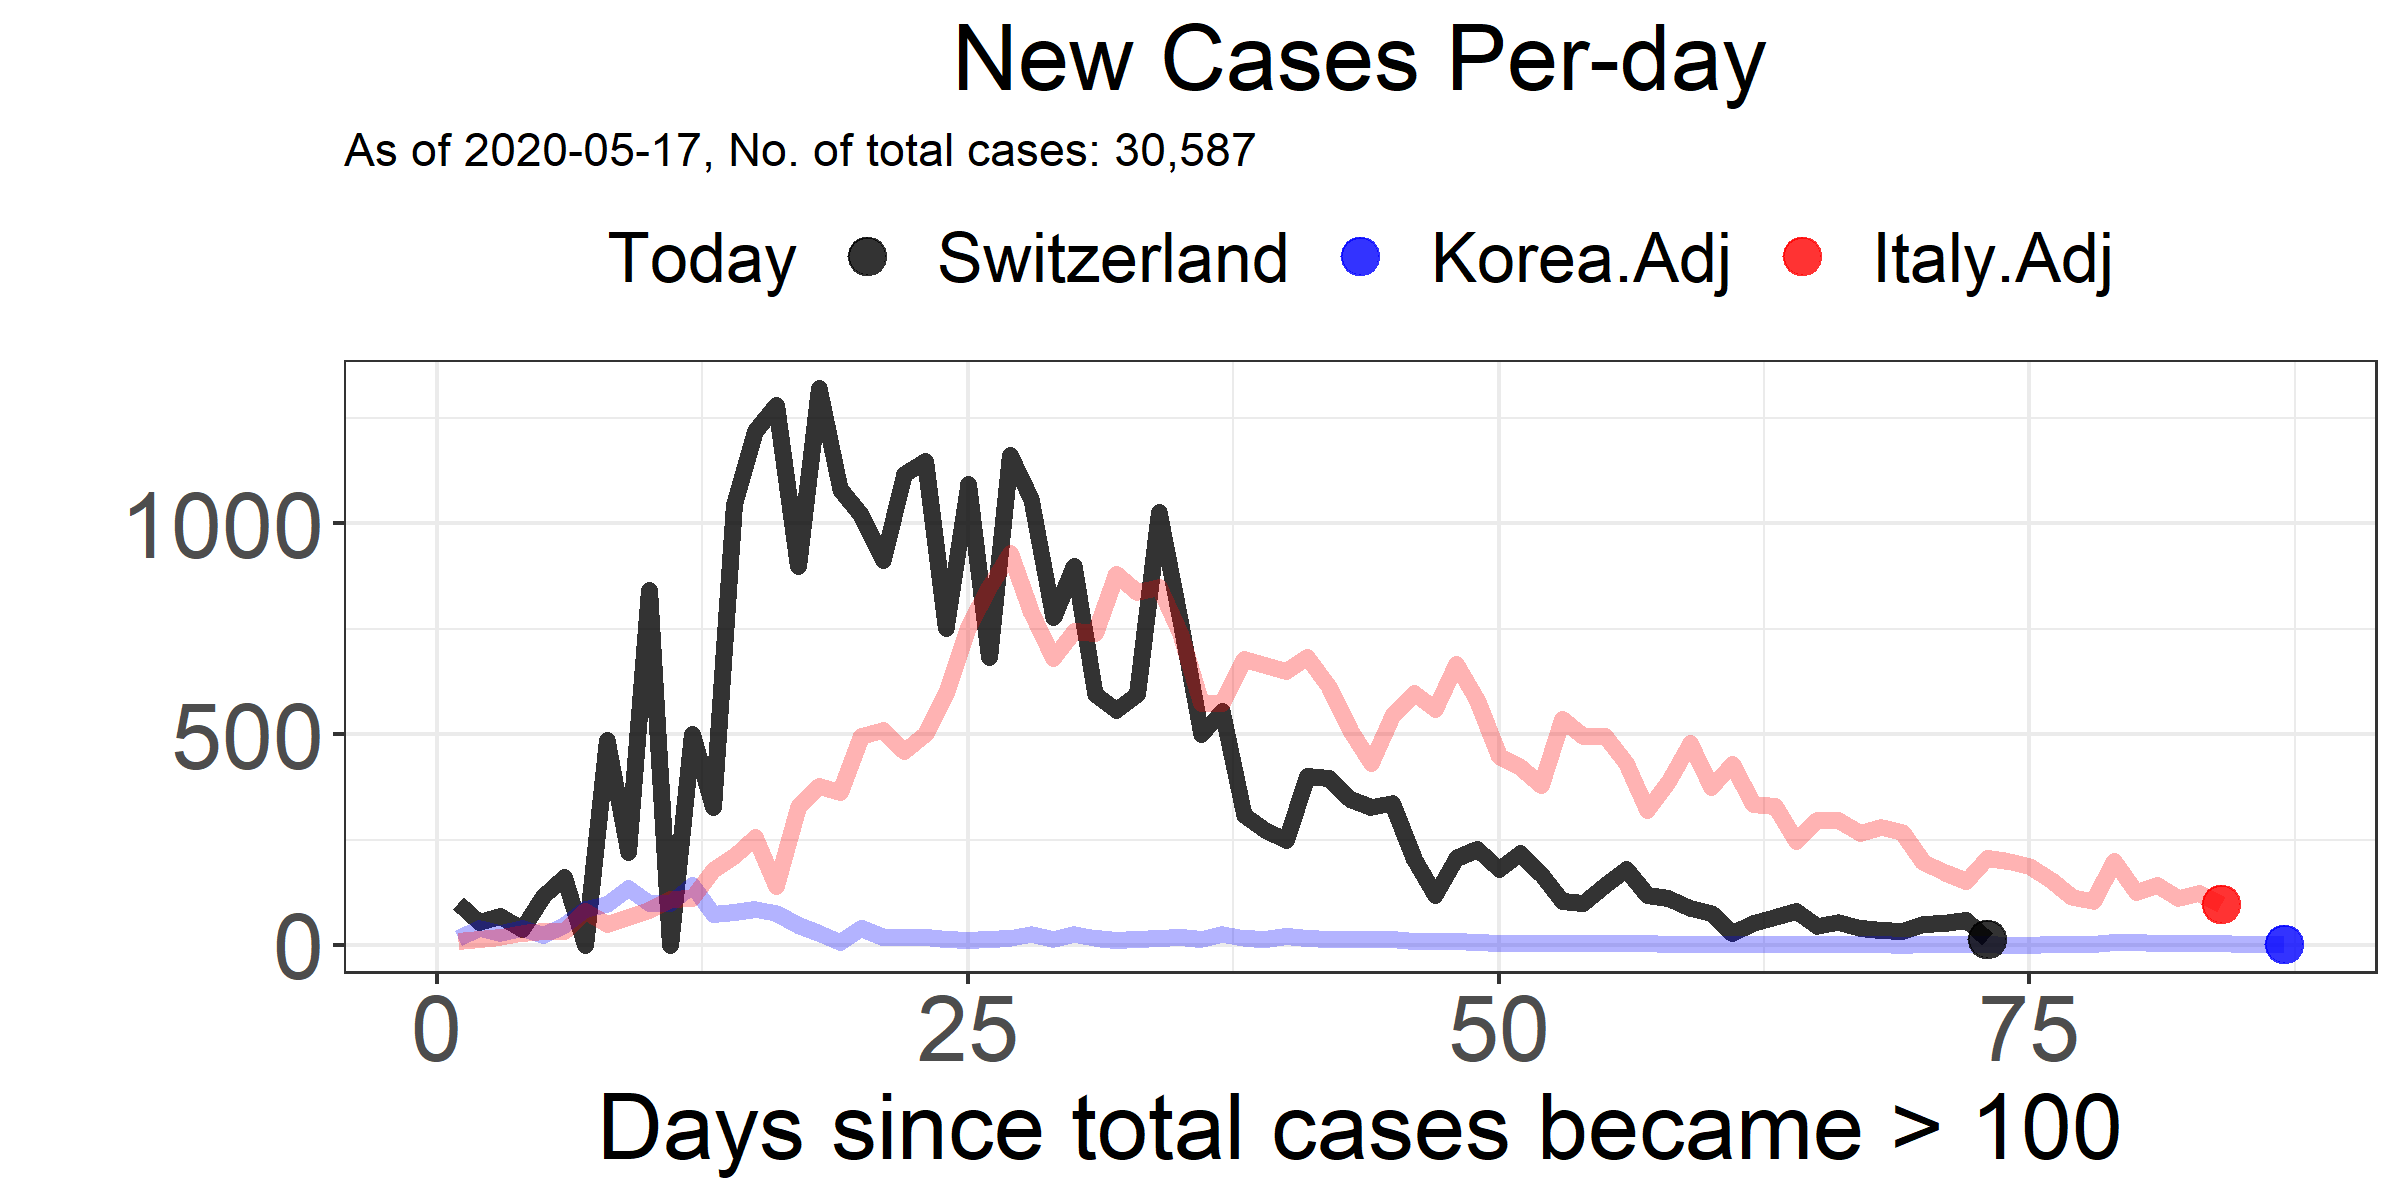 New Cases Per-day
As of 2020-05-17, No. of total cases: 30,587
Today Switzerland Korea.Adj Italy.Adj
1000
500
0
0 25 50 75
Days since total cases became > 100